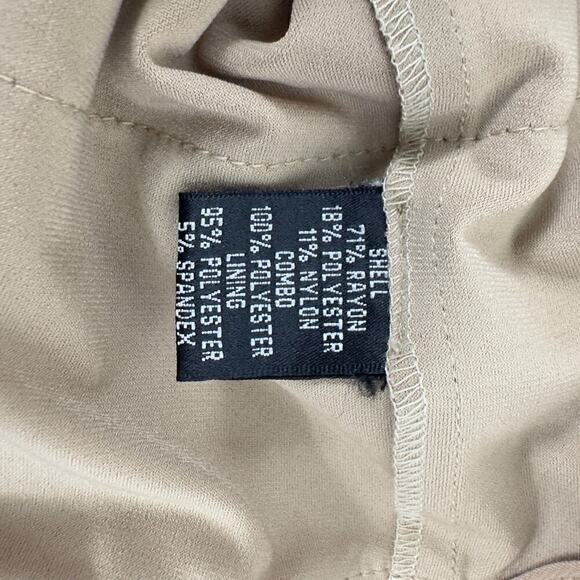 SHELL
71% RAYON
18% POLYESTER
11% NYLON
COMBO
100% POLYESTER
LINING
95% POLYESTER
5% SPANDEX